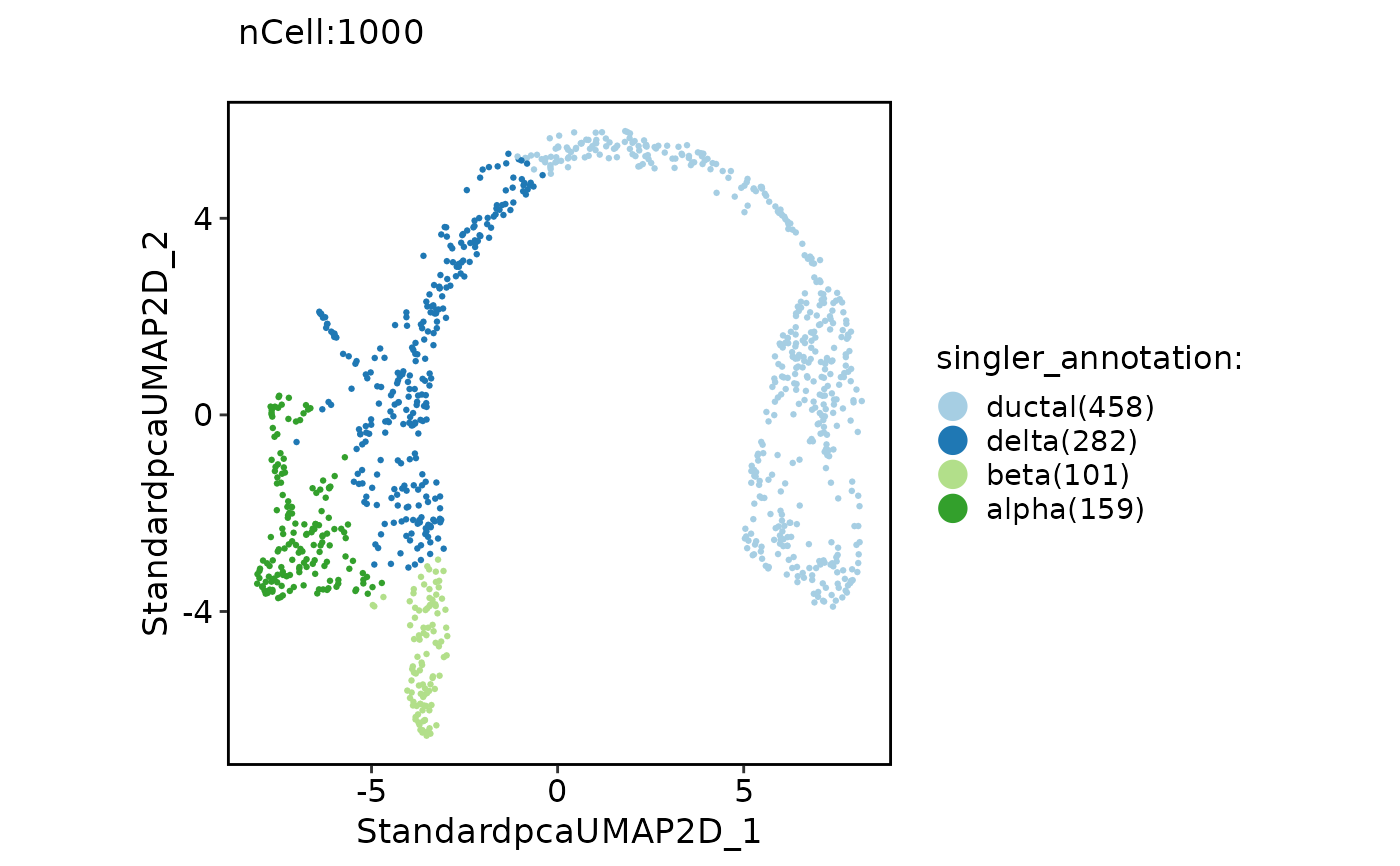 nCell:1000
StandardpcaUMAP2D_2
4
0
-4
-5
0
5
StandardpcaUMAP2D_1
singler_annotation:
ductal(458)
delta(282)
beta(101)
alpha(159)